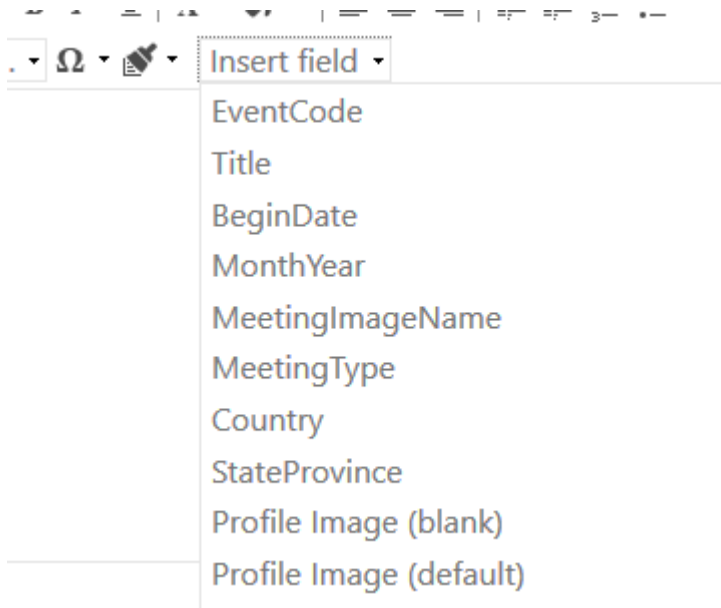 Ω Insert field
EventCode
Title
BeginDate
MonthYear
MeetingImageName
MeetingType
Country
StateProvince
Profile Image (blank)
Profile Image (default)